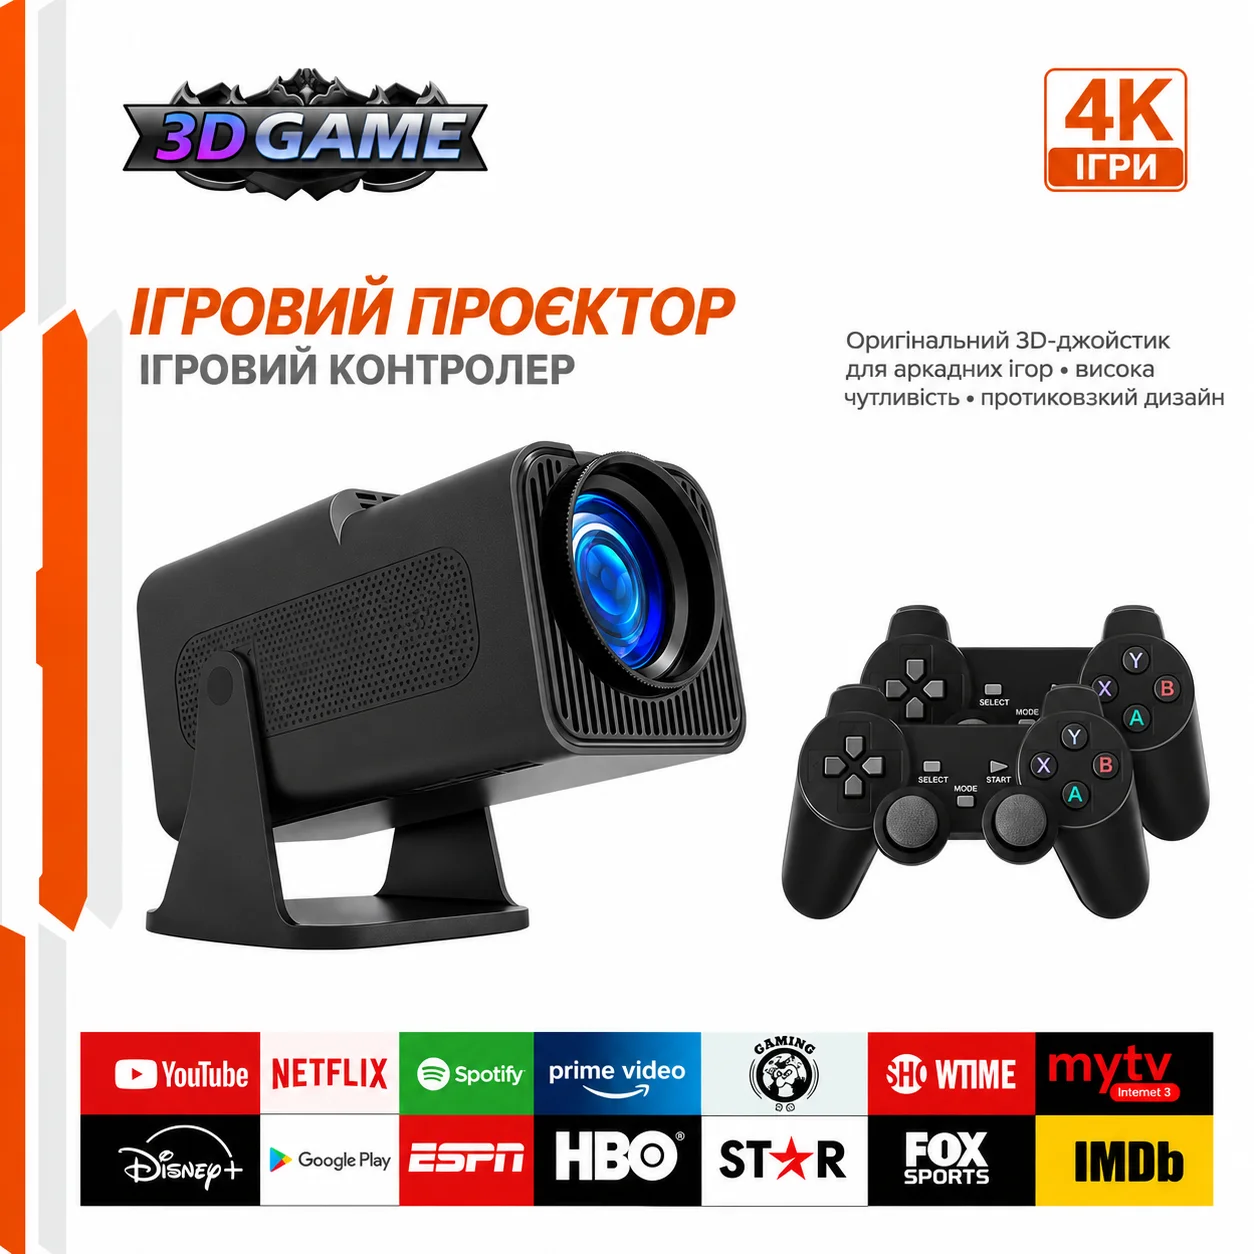 3D GAME
4K
ІГРИ
ІГРОВИЙ ПРОЄКТОР
ІГРОВИЙ КОНТРОЛЕР
Оригінальний 3D-джойстик
для аркадних ігор • висока
чутливість • протиковзкий дизайн
Y
X B
A
SELECT
MODE
Y
X B
A
SELECT START
MODE
YouTube NETFLIX Spotify prime video GAMING SHO WTIME mytv
Internet 3
Disney+ Google Play ESPN HBO® STAR FOX
SPORTS IMDb